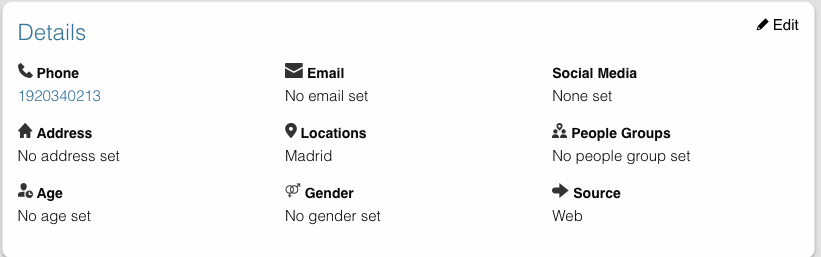 Details
Edit
Phone
Email
Social Media
1920340213
No email set
None set
Address
Locations
People Groups
No address set
Madrid
No people group set
Age
Gender
Source
No age set
No gender set
Web